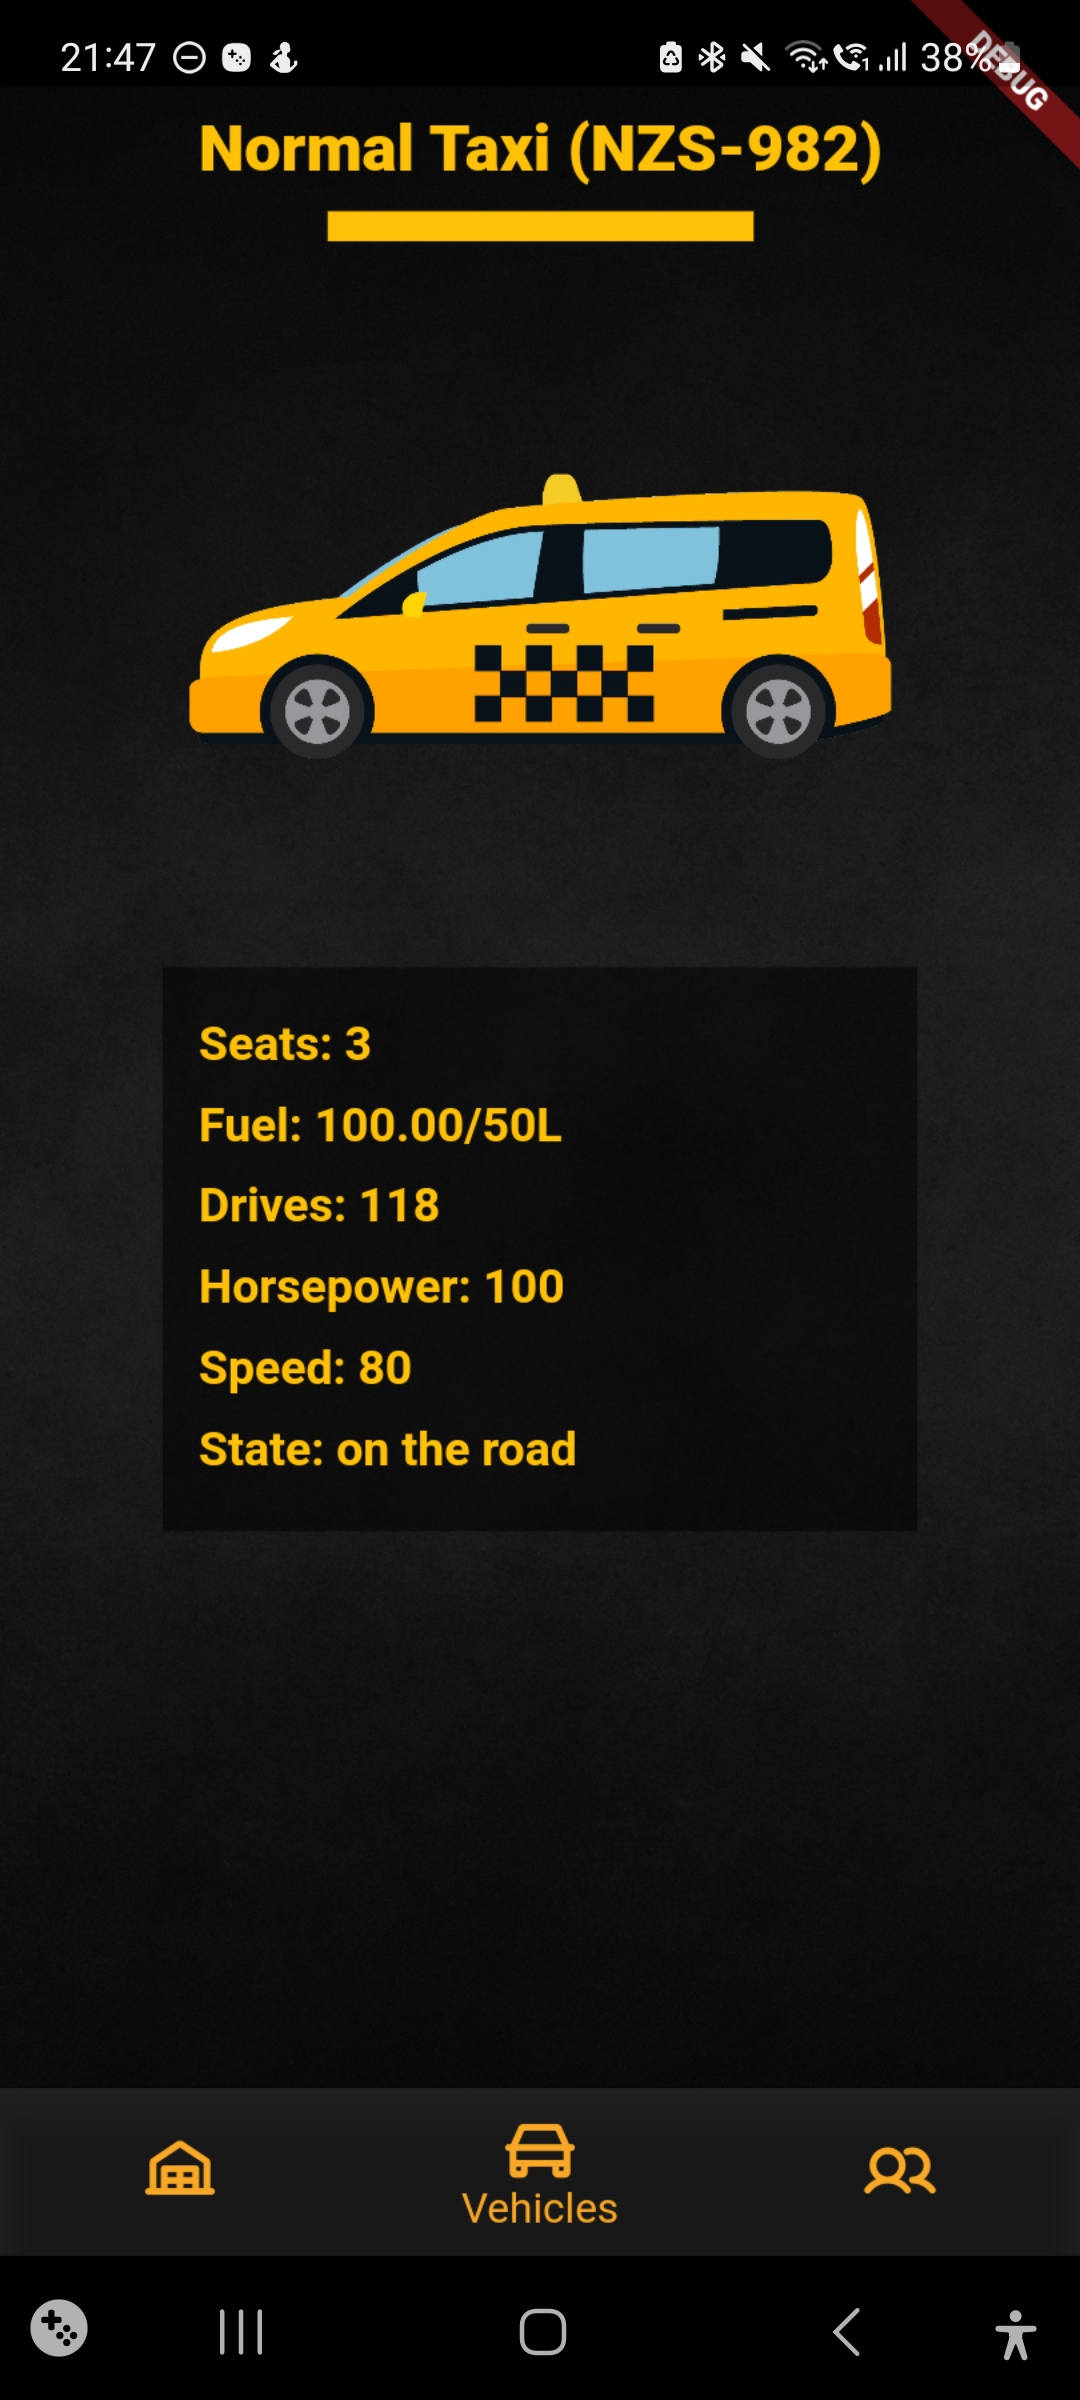 21:47
38%
DEBUG
Normal Taxi (NZS-982)
Seats: 3
Fuel: 100.00/50L
Drives: 118
Horsepower: 100
Speed: 80
State: on the road
Vehicles